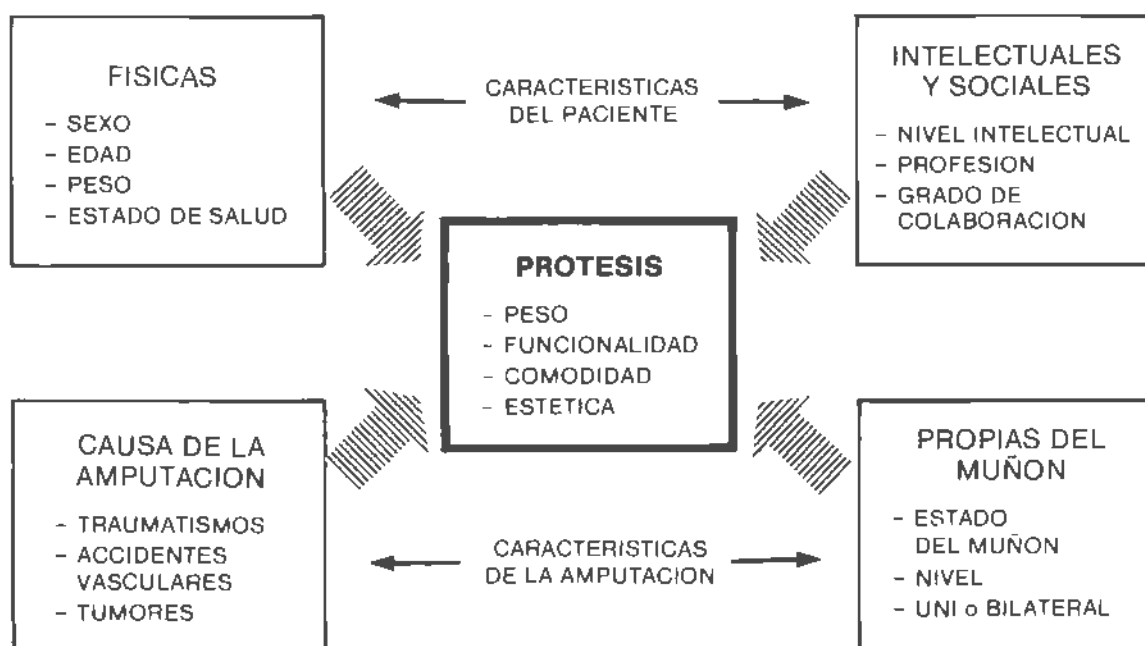 FISICAS
- SEXO
- EDAD
- PESO
- ESTADO DE SALUD
CARACTERISTICAS
DEL PACIENTE
INTELECTUALES
Y SOCIALES
- NIVEL INTELECTUAL
- PROFESION
- GRADO DE
COLABORACION
PROTESIS
- PESO
- FUNCIONALIDAD
- COMODIDAD
- ESTETICA
CAUSA DE LA
AMPUTACION
- TRAUMATISMOS
- ACCIDENTES
VASCULARES
- TUMORES
CARACTERISTICAS
DE LA AMPUTACION
PROPIAS DEL
MUÑON
- ESTADO
DEL MUÑON
- NIVEL
- UNI o BILATERAL